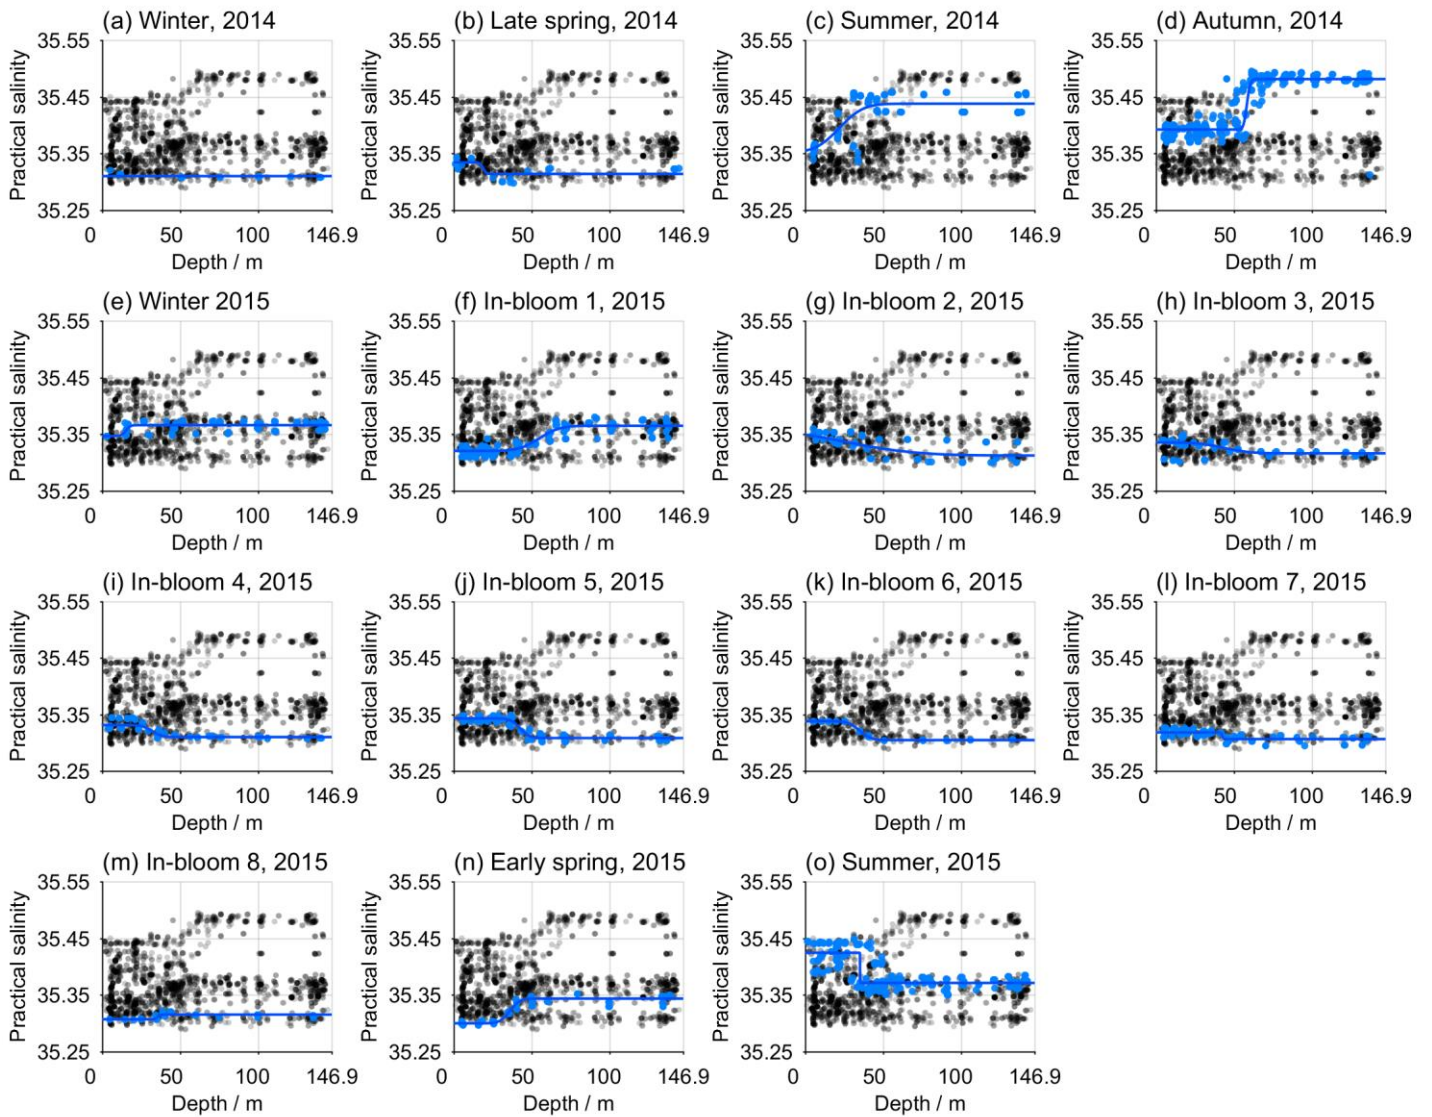 (a) Winter, 2014
(b) Late spring, 2014
(c) Summer, 2014
(d) Autumn, 2014
Practical salinity
35.55
35.45
35.35
35.25
0
50
100
146.9
Depth / m
Practical salinity
35.55
35.45
35.35
35.25
0
50
100
146.9
Depth / m
Practical salinity
35.55
35.45
35.35
35.25
0
50
100
146.9
Depth / m
Practical salinity
35.55
35.45
35.35
35.25
0
50
100
146.9
Depth / m
(e) Winter 2015
(f) In-bloom 1, 2015
(g) In-bloom 2, 2015
(h) In-bloom 3, 2015
Practical salinity
35.55
35.45
35.35
35.25
0
50
100
146.9
Depth / m
Practical salinity
35.55
35.45
35.35
35.25
0
50
100
146.9
Depth / m
Practical salinity
35.55
35.45
35.35
35.25
0
50
100
146.9
Depth / m
Practical salinity
35.55
35.45
35.35
35.25
0
50
100
146.9
Depth / m
(i) In-bloom 4, 2015
(j) In-bloom 5, 2015
(k) In-bloom 6, 2015
(l) In-bloom 7, 2015
Practical salinity
35.55
35.45
35.35
35.25
0
50
100
146.9
Depth / m
Practical salinity
35.55
35.45
35.35
35.25
0
50
100
146.9
Depth / m
Practical salinity
35.55
35.45
35.35
35.25
0
50
100
146.9
Depth / m
Practical salinity
35.55
35.45
35.35
35.25
0
50
100
146.9
Depth / m
(m) In-bloom 8, 2015
(n) Early spring, 2015
(o) Summer, 2015
Practical salinity
35.55
35.45
35.35
35.25
0
50
100
146.9
Depth / m
Practical salinity
35.55
35.45
35.35
35.25
0
50
100
146.9
Depth / m
Practical salinity
35.55
35.45
35.35
35.25
0
50
100
146.9
Depth / m